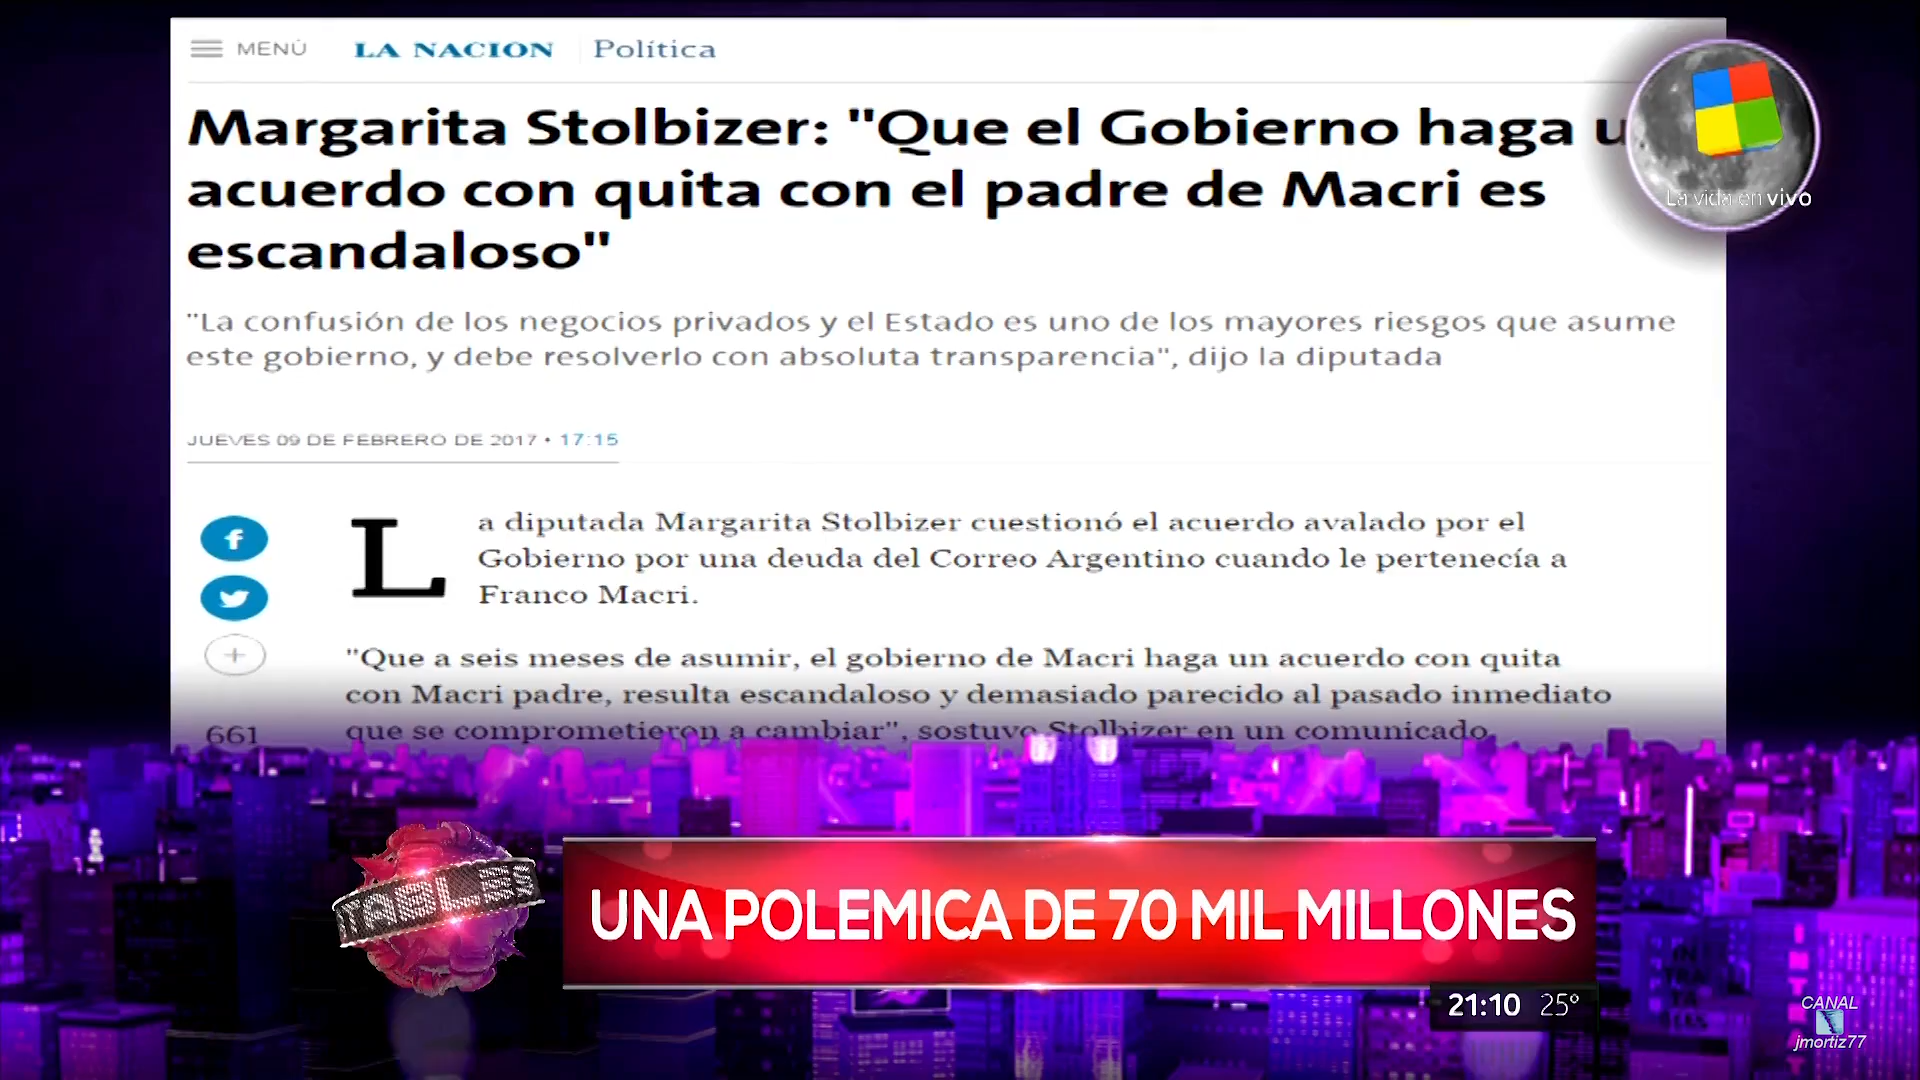 MENÚ LA NACION Política
Margarita Stolbizer: "Que el Gobierno haga u
acuerdo con quita con el padre de Macri es
escandaloso"
La vida en vivo
"La confusión de los negocios privados y el Estado es uno de los mayores riesgos que asume
este gobierno, y debe resolverlo con absoluta transparencia", dijo la diputada
JUEVES 09 DE FEBRERO DE 2017 • 17:15
La diputada Margarita Stolbizer cuestionó el acuerdo avalado por el
Gobierno por una deuda del Correo Argentino cuando le pertenecía a
Franco Macri.
"Que a seis meses de asumir, el gobierno de Macri haga un acuerdo con quita
con Macri padre, resulta escandaloso y demasiado parecido al pasado inmediato
661 que se comprometieron a cambiar", sostuvo Stolbizer en un comunicado.
UNA POLEMICA DE 70 MIL MILLONES
21:10 25°
CANAL
jmortiz77